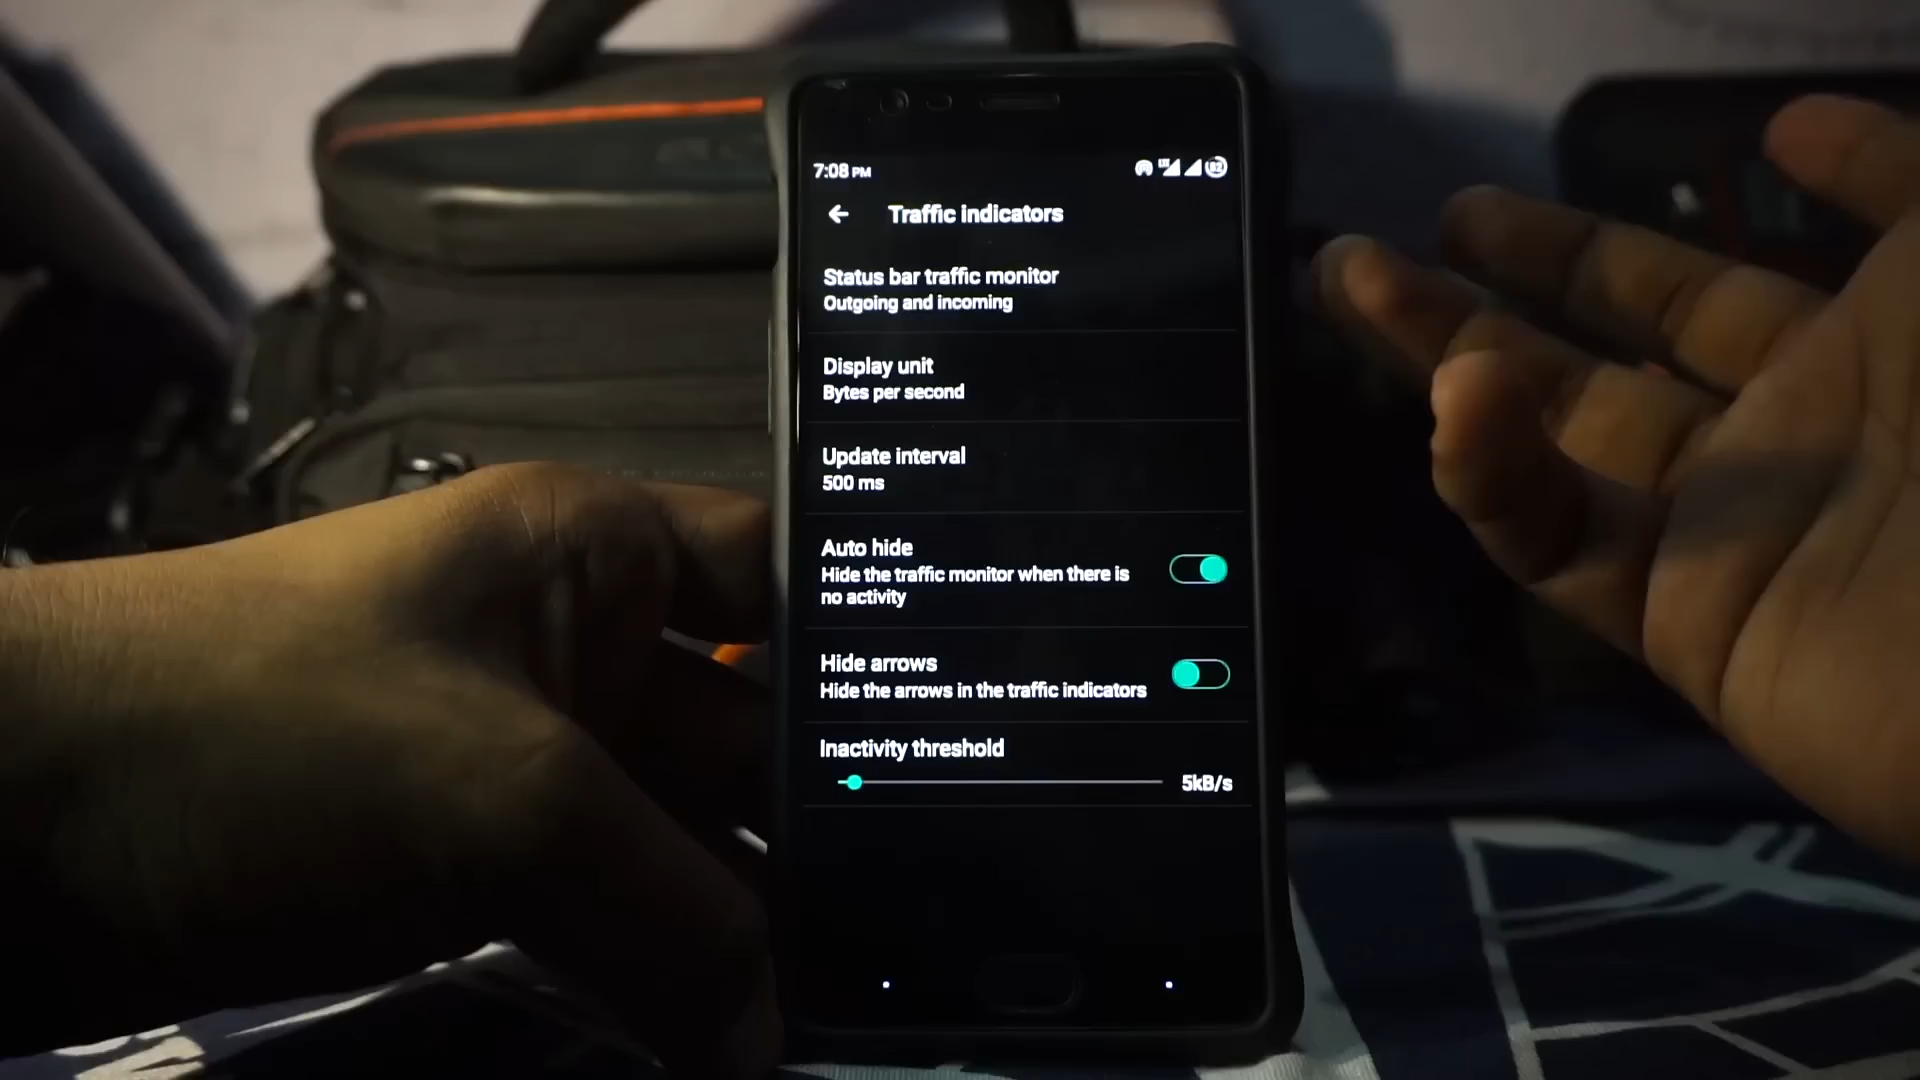 7:08 PM
LTE
82
Traffic indicators
Status bar traffic monitor
Outgoing and incoming
Display unit
Bytes per second
Update interval
500 ms
Auto hide
Hide the traffic monitor when there is
no activity
Hide arrows
Hide the arrows in the traffic indicators
Inactivity threshold
5kB/s